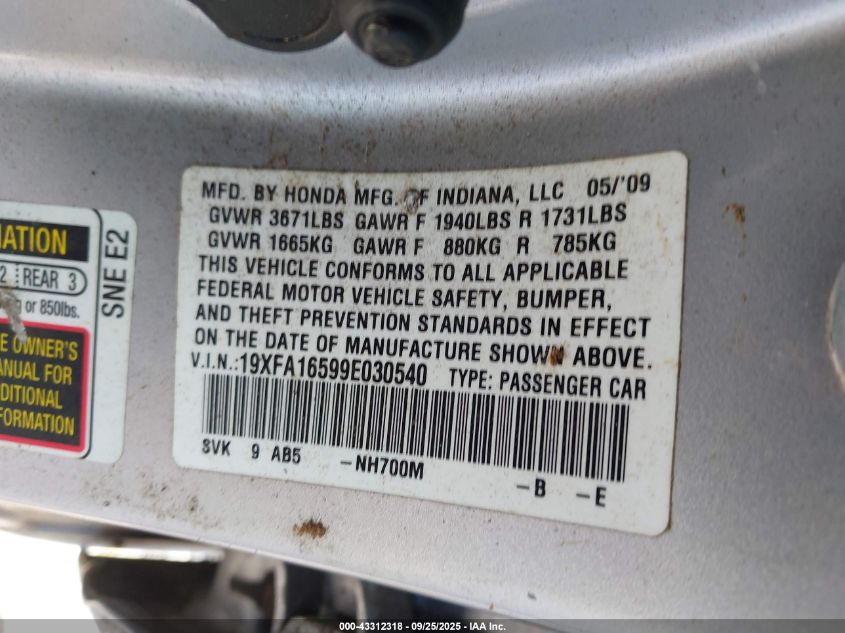 MFD. BY HONDA MFG. OF INDIANA, LLC 05/'09
GVWR 3671LBS GAWR F 1940LBS R 1731LBS
GVWR 1665KG GAWR F 880KG R 785KG
THIS VEHICLE CONFORMS TO ALL APPLICABLE
FEDERAL MOTOR VEHICLE SAFETY, BUMPER,
AND THEFT PREVENTION STANDARDS IN EFFECT
ON THE DATE OF MANUFACTURE SHOWN ABOVE.
V.I.N.:19XFA16599E030540 TYPE: PASSENGER CAR
SVK 9 AB5 -NH700M
-B -E
MATION
2 REAR 3
g or 850lbs.
E OWNER'S
ANUAL FOR
DITIONAL
FORMATION
SNE E2
000-43312318 - 09/25/2025 - IAA Inc.